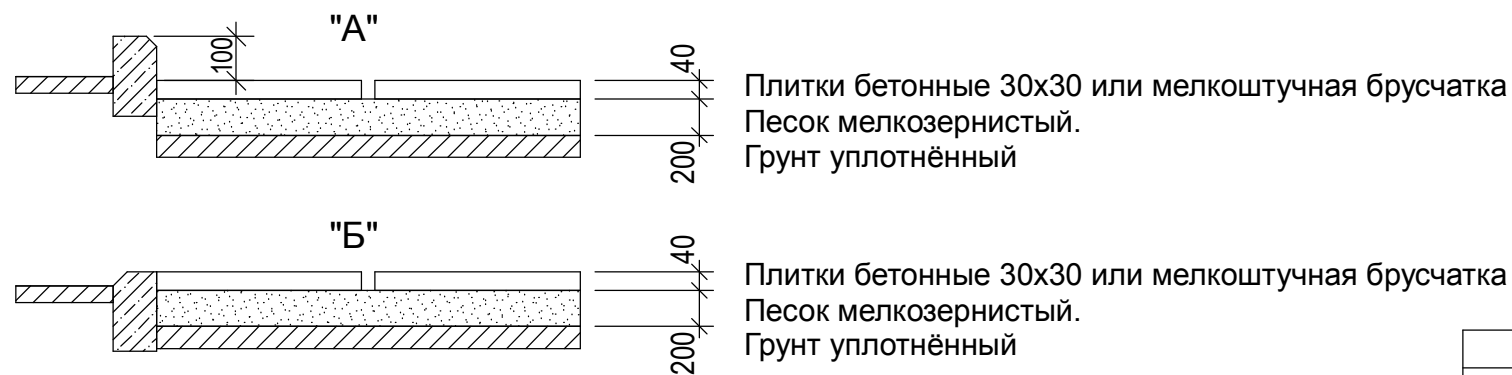 "А"
100
40
200
Плитки бетонные 30х30 или мелкоштучная брусчатка
Песок мелкозернистый.
Грунт уплотнённый
"Б"
40
200
Плитки бетонные 30х30 или мелкоштучная брусчатка
Песок мелкозернистый.
Грунт уплотнённый